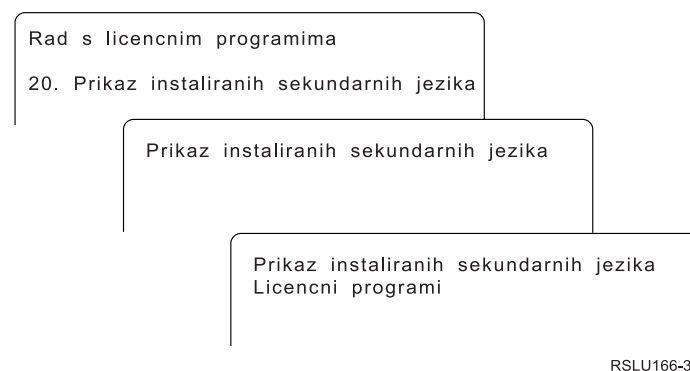 Rad s licencnim programima
20. Prikaz instaliranih sekundarnih jezika
Prikaz instaliranih sekundarnih jezika
Prikaz instaliranih sekundarnih jezika
Licencni programi
RSLU166-3